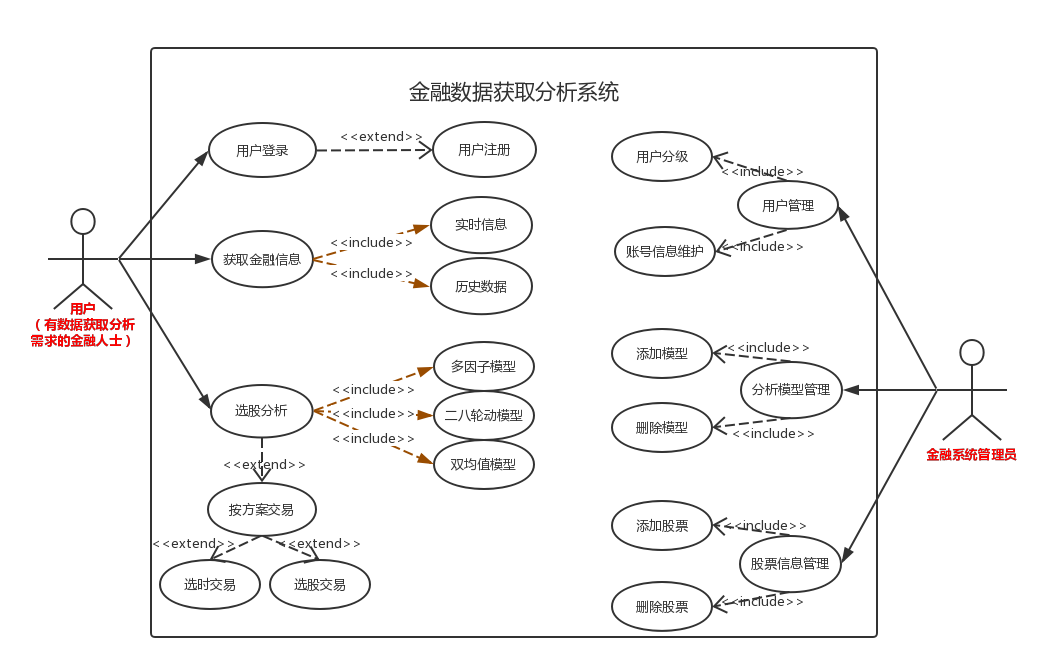 金融数据获取分析系统
用户登录
<<extend>>
用户注册
获取金融信息
<<include>>
实时信息
<<include>>
历史数据
选股分析
<<include>>
多因子模型
<<include>>
二八轮动模型
<<include>>
双均值模型
<<extend>>
按方案交易
<<extend>>
<<extend>>
选时交易
选股交易
用户
（有数据获取分析
需求的金融人士）
用户分级
<<include>>
用户管理
账号信息维护
<<include>>
添加模型
<<include>>
分析模型管理
删除模型
<<include>>
添加股票
<<include>>
股票信息管理
删除股票
<<include>>
金融系统管理员